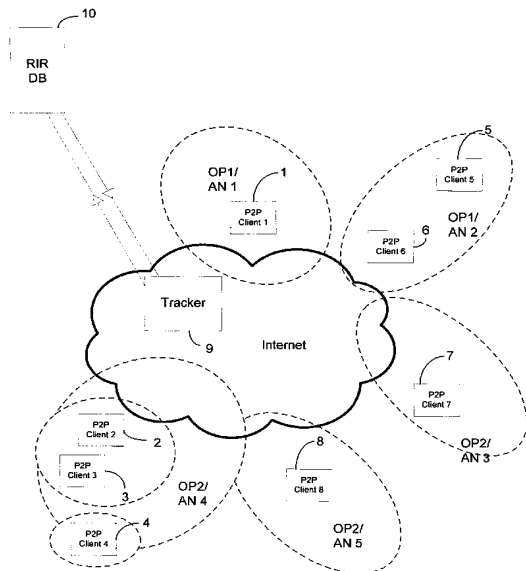 10
RIR
DB
OP1/
AN 1
1
P2P
Client 1
5
P2P
Client 5
OP1/
AN 2
P2P
Client 6
6
Tracker
9
Internet
7
P2P
Client 7
OP2/
AN 3
P2P
Client 2
2
P2P
Client 3
3
OP2/
AN 4
4
P2P
Client 4
8
P2P
Client 8
OP2/
AN 5